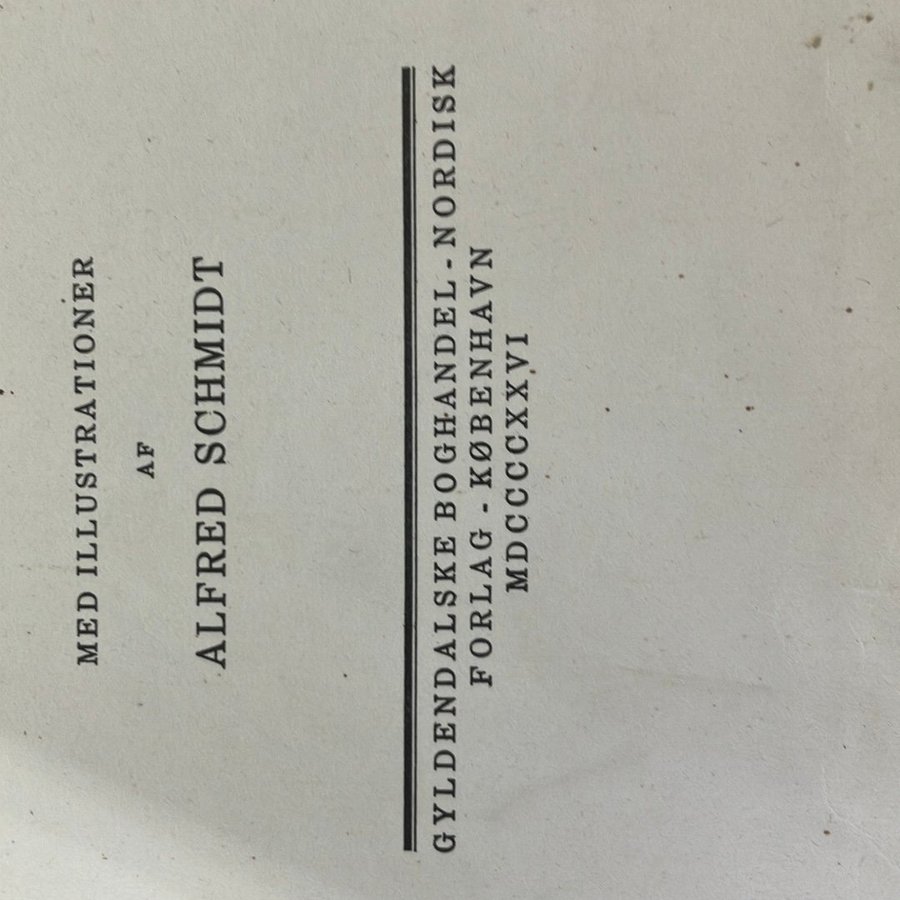 MED ILLUSTRATIONER
AF
ALFRED SCHMIDT
GYLDENDALSKE BOGHANDEL - NORDISK
FORLAG - KØBENHAVN
MDCCCCXXVI